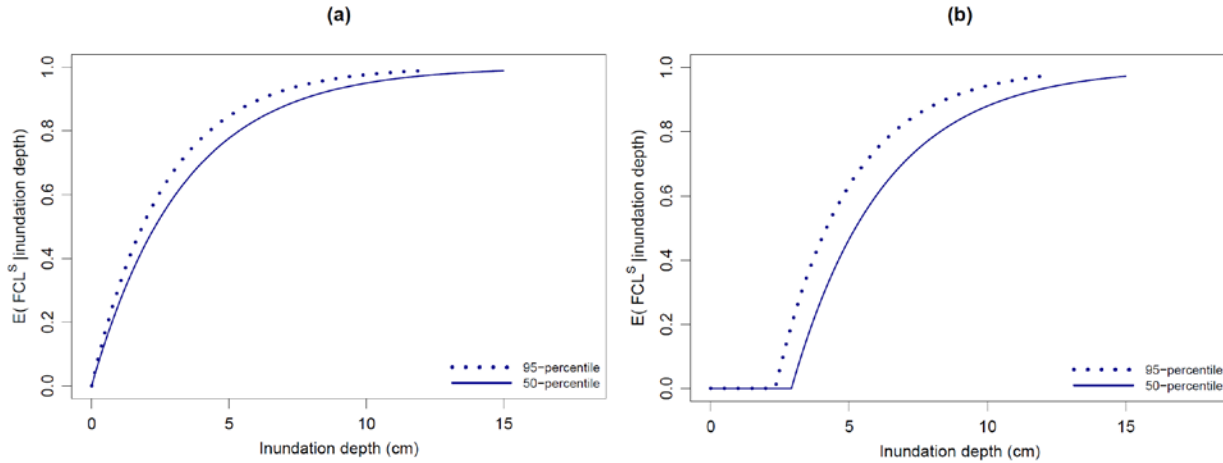 (a)
E( FCL^S |inundation depth)
1.0
0.8
0.6
0.4
0.2
0.0
95−percentile
50−percentile
0 5 10 15
Inundation depth (cm)
(b)
E( FCL^S |inundation depth)
1.0
0.8
0.6
0.4
0.2
0.0
95−percentile
50−percentile
0 5 10 15
Inundation depth (cm)